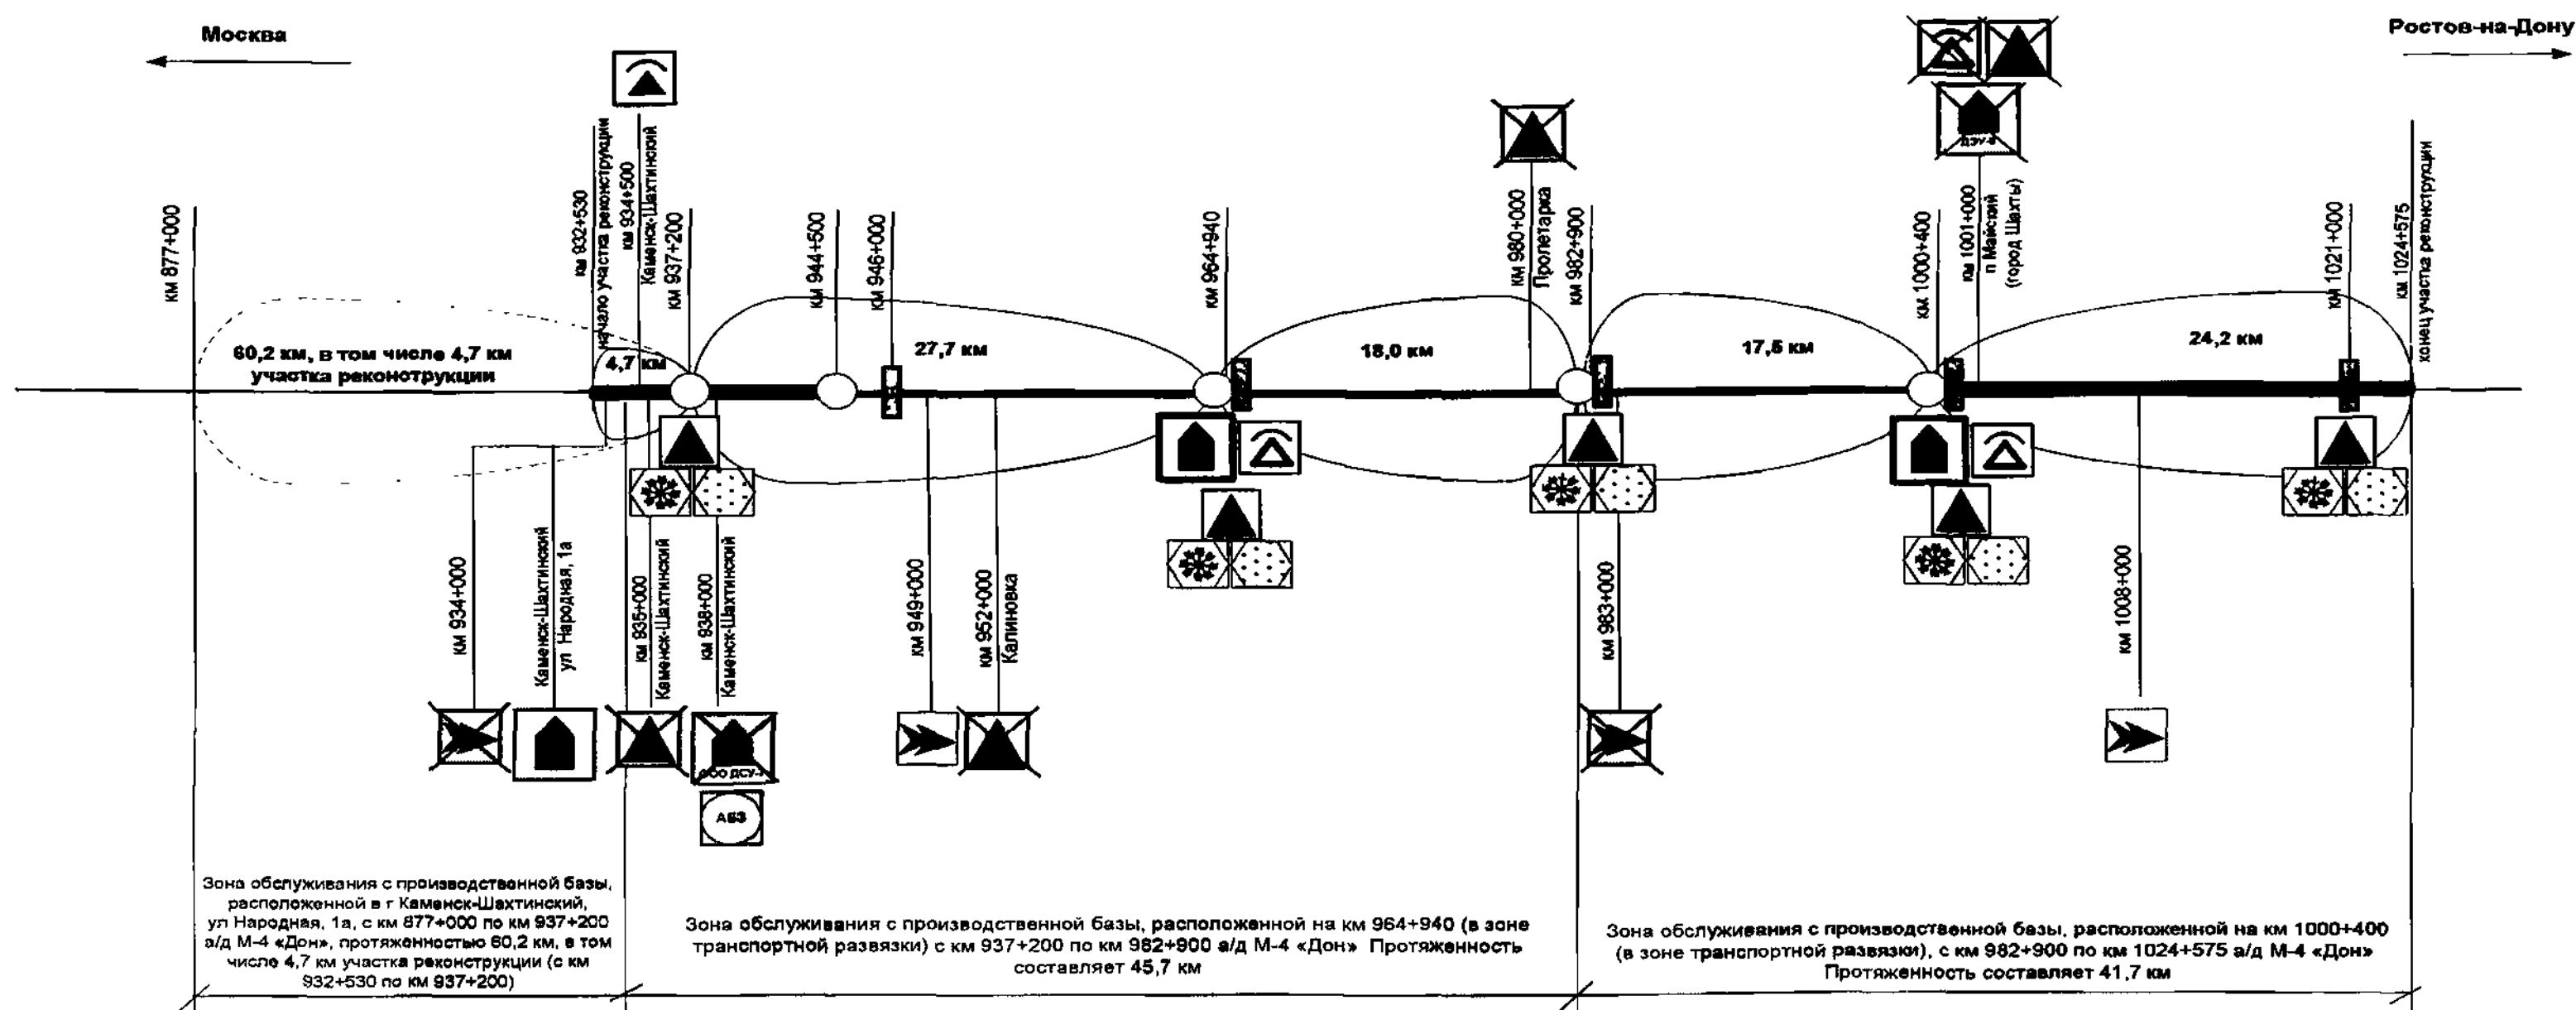 Москва
Ростов-на-Дону
км 877+000
км 932+530
начало участка реконструкции
км 934+500
Каменск-Шахтинский
км 937+200
км 944+500
км 946+000
км 964+940
км 980+000
Пролетарка
км 982+900
км 1000+400
ДЭУ-
км 1001+000
п Майский
(город Шахты)
км 1021+000
км 1024+575
конец участка реконструкции
60,2 км, в том числе 4,7 км
участка реконструкции
4,7 км
27,7 км
18,0 км
17,5 км
24,2 км
км 934+000
Каменск-Шахтинский
ул Народная, 1а
км 935+000
Каменск-Шахтинский
км 938+000
Каменск-Шахтинский
км 949+000
км 952+000
Калиновка
км 983+000
км 1008+000
ООО ДСУ-
АБЗ
Зона обслуживания с производственной базы,
расположенной в г Каменск-Шахтинский,
ул Народная, 1а, с км 877+000 по км 937+200
а/д М-4 «Дон», протяженностью 60,2 км, в том
числе 4,7 км участка реконструкции (с км
932+530 по км 937+200)
Зона обслуживания с производственной базы, расположенной на км 964+940 (в зоне
транспортной развязки) с км 937+200 по км 982+900 а/д М-4 «Дон» Протяженность
составляет 45,7 км
Зона обслуживания с производственной базы, расположенной на км 1000+400
(в зоне транспортной развязки), с км 982+900 по км 1024+575 а/д М-4 «Дон»
Протяженность составляет 41,7 км